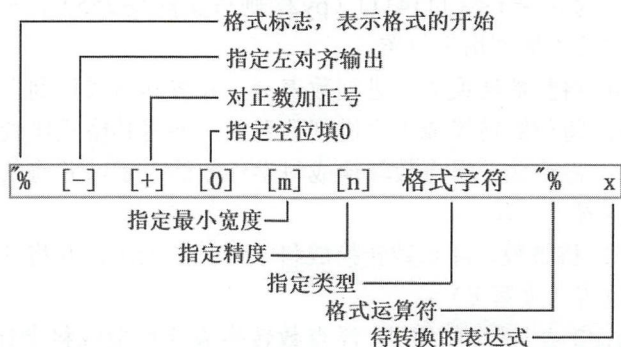 格式标志，表示格式的开始
指定左对齐输出
对正数加正号
指定空位填0
"% [-] [+] [0] [m] [n] 格式字符 "% x
指定最小宽度
指定精度
指定类型
格式运算符
待转换的表达式